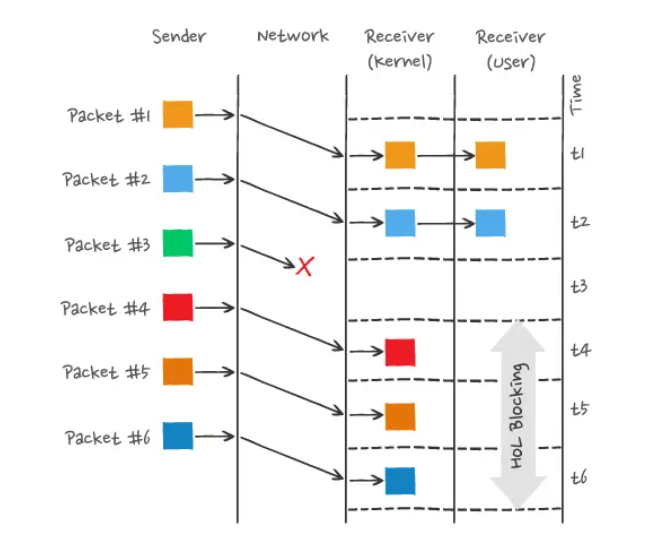 Sender
Network
Receiver
(kernel)
Receiver
(user)
Time
Packet #1
t1
Packet #2
t2
Packet #3
X
t3
Packet #4
t4
Packet #5
t5
Packet #6
t6
HoL Blocking